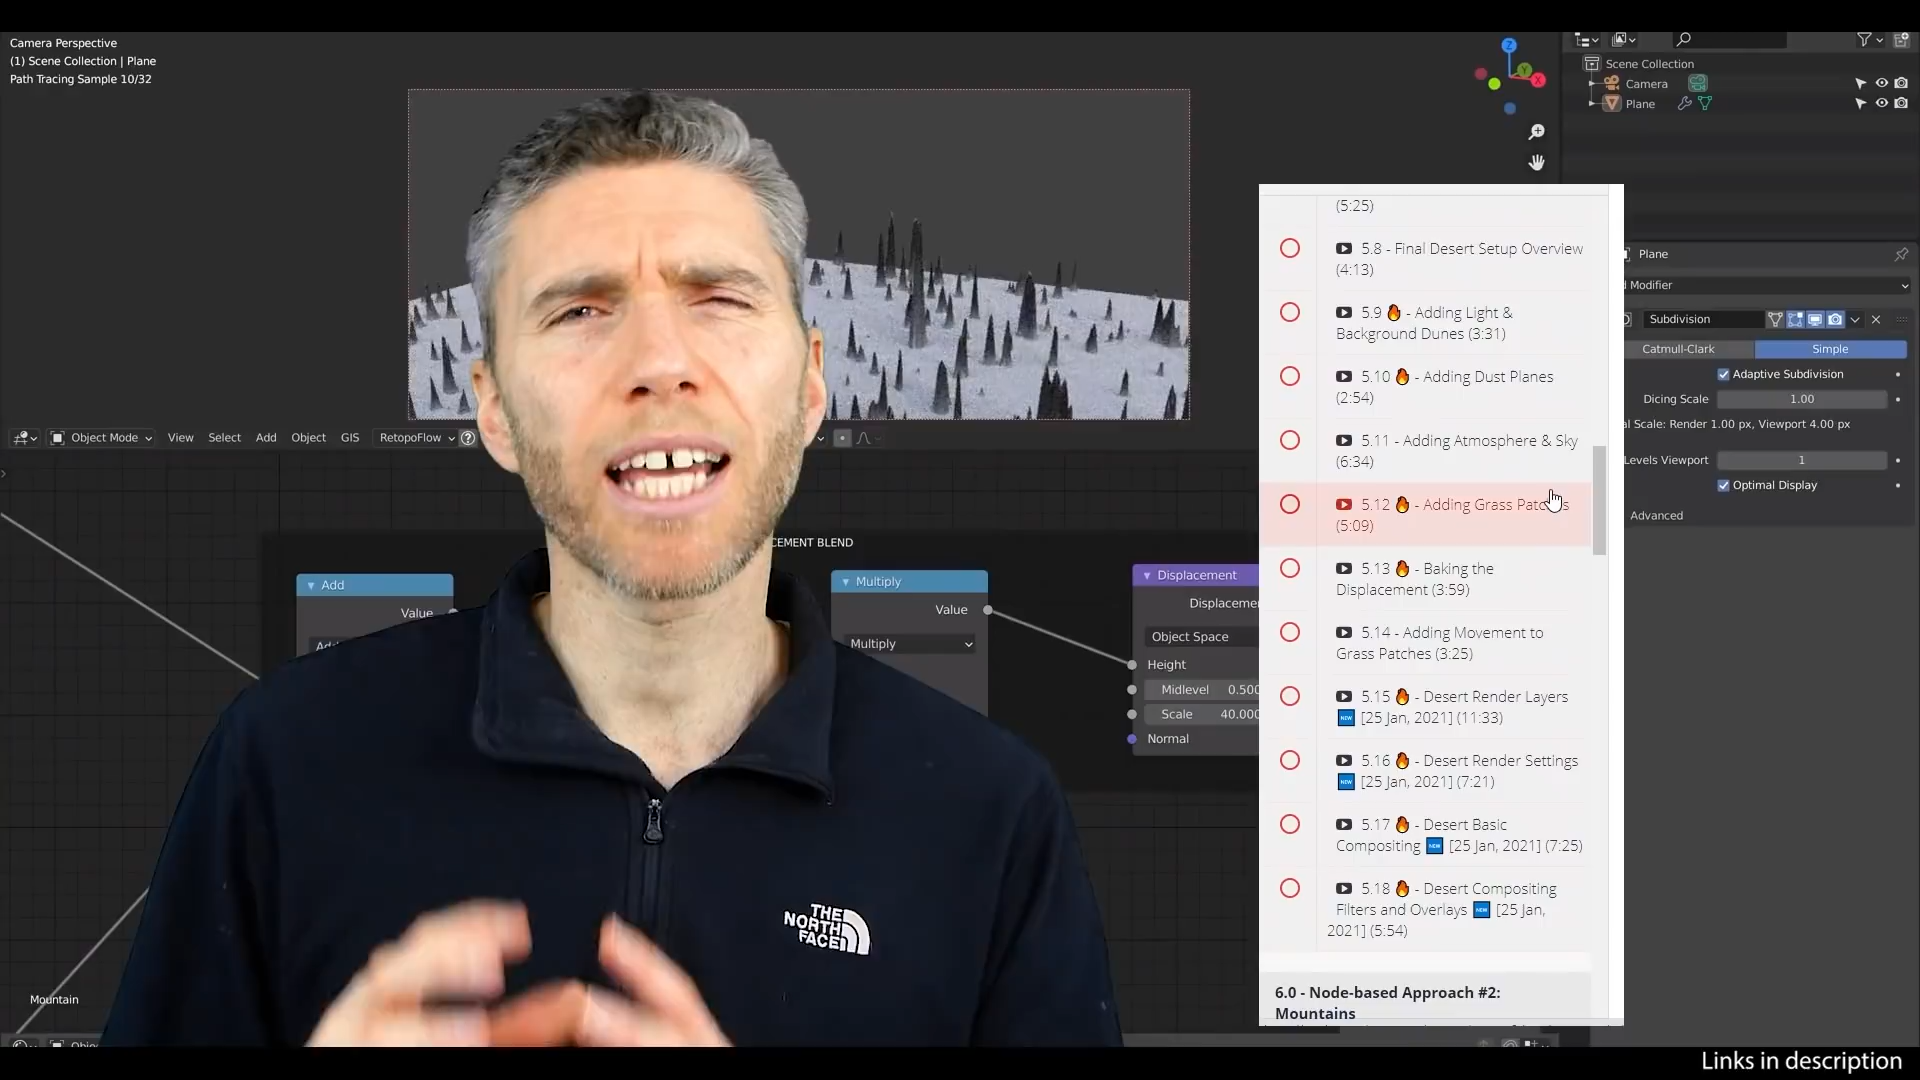 Camera Perspective
(1) Scene Collection | Plane
Path Tracing Sample 10/32
Z
Y
X
Scene Collection
Camera
Plane
Plane
d Modifier
Subdivision
Catmull-Clark Simple
Adaptive Subdivision
Dicing Scale 1.00
al Scale: Render 1.00 px, Viewport 4.00 px
Levels Viewport 1
Optimal Display
Advanced
Object Mode View Select Add Object GIS RetopoFlow
CEMENT BLEND
Add
Value
Multiply
Value
Multiply
Displacement
Displaceme
Object Space
Height
Midlevel 0.500
Scale 40.000
Normal
Mountain
THE
NORTH
FACE
(5:25)
5.8 - Final Desert Setup Overview
(4:13)
5.9 🔥 - Adding Light &
Background Dunes (3:31)
5.10 🔥 - Adding Dust Planes
(2:54)
5.11 - Adding Atmosphere & Sky
(6:34)
5.12 🔥 - Adding Grass Patches
(5:09)
5.13 🔥 - Baking the
Displacement (3:59)
5.14 - Adding Movement to
Grass Patches (3:25)
5.15 🔥 - Desert Render Layers
🆕 [25 Jan, 2021] (11:33)
5.16 🔥 - Desert Render Settings
🆕 [25 Jan, 2021] (7:21)
5.17 🔥 - Desert Basic
Compositing 🆕 [25 Jan, 2021] (7:25)
5.18 🔥 - Desert Compositing
Filters and Overlays 🆕 [25 Jan,
2021] (5:54)
6.0 - Node-based Approach #2:
Mountains
Links in description